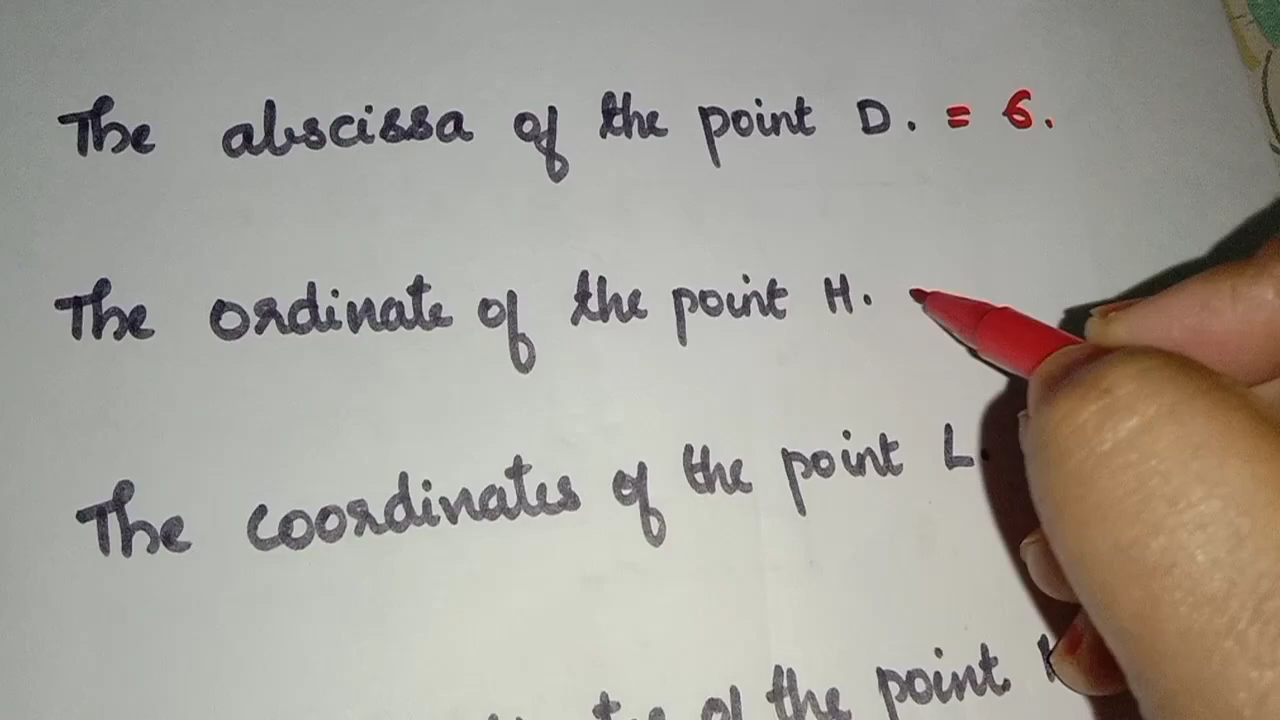 The abscissa of the point D. = 6.
The ordinate of the point H.
The coordinates of the point L.
of the point